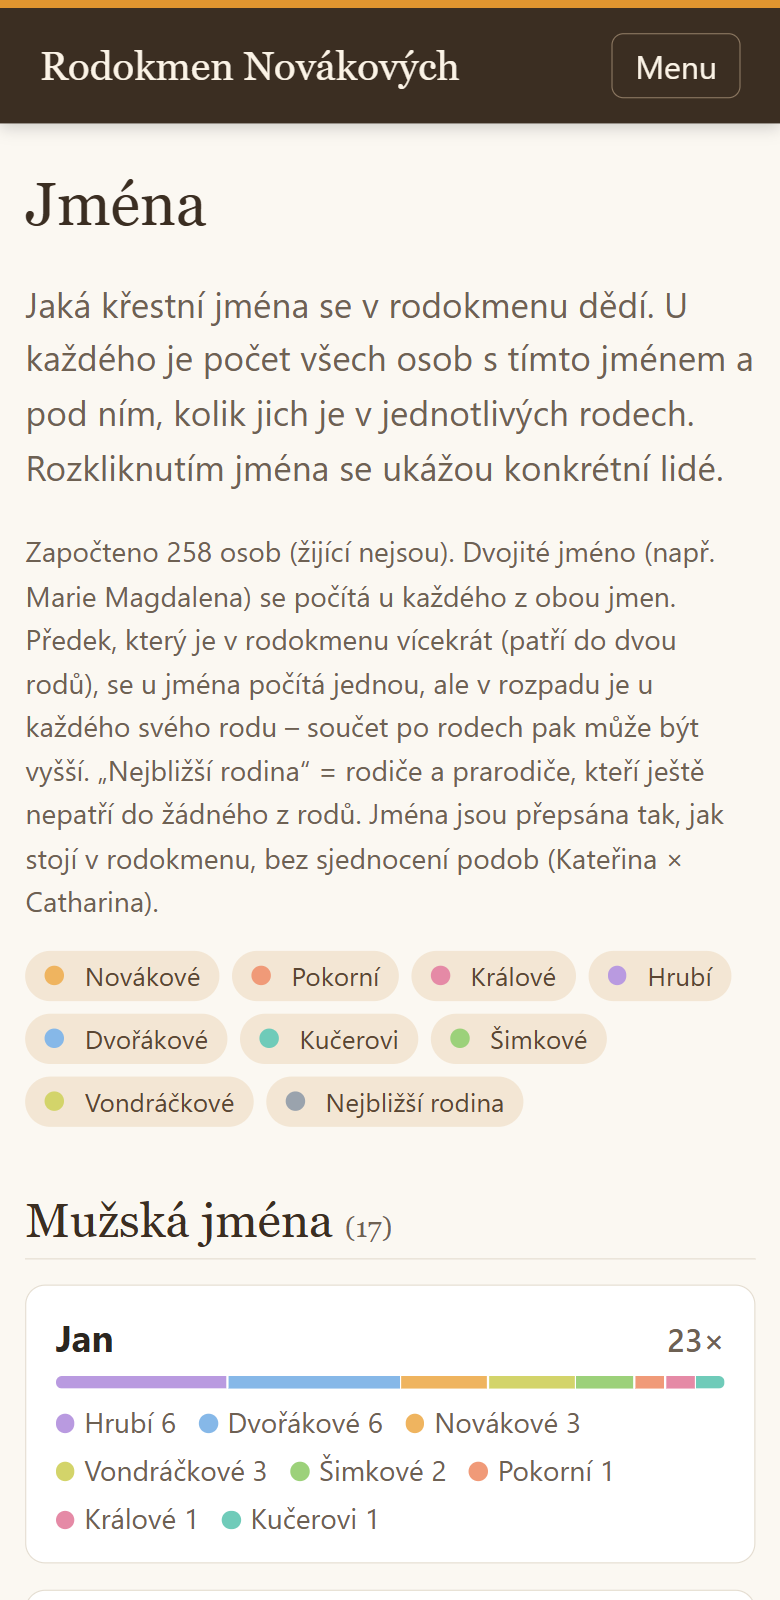 Rodokmen Novákových
Menu
Jména
Jaká křestní jména se v rodokmenu dědí. U
každého je počet všech osob s tímto jménem a
pod ním, kolik jich je v jednotlivých rodech.
Rozkliknutím jména se ukážou konkrétní lidé.
Započteno 258 osob (žijící nejsou). Dvojité jméno (např.
Marie Magdalena) se počítá u každého z obou jmen.
Předek, který je v rodokmenu vícekrát (patří do dvou
rodů), se u jména počítá jednou, ale v rozpadu je u
každého svého rodu – součet po rodech pak může být
vyšší. „Nejbližší rodina“ = rodiče a prarodiče, kteří ještě
nepatří do žádného z rodů. Jména jsou přepsána tak, jak
stojí v rodokmenu, bez sjednocení podob (Kateřina ×
Catharina).
Novákové Pokorní Králové Hrubí
Dvořákové Kučerovi Šimkové
Vondráčkové Nejbližší rodina
Mužská jména (17)
Jan 23×
Hrubí 6 Dvořákové 6 Novákové 3
Vondráčkové 3 Šimkové 2 Pokorní 1
Králové 1 Kučerovi 1